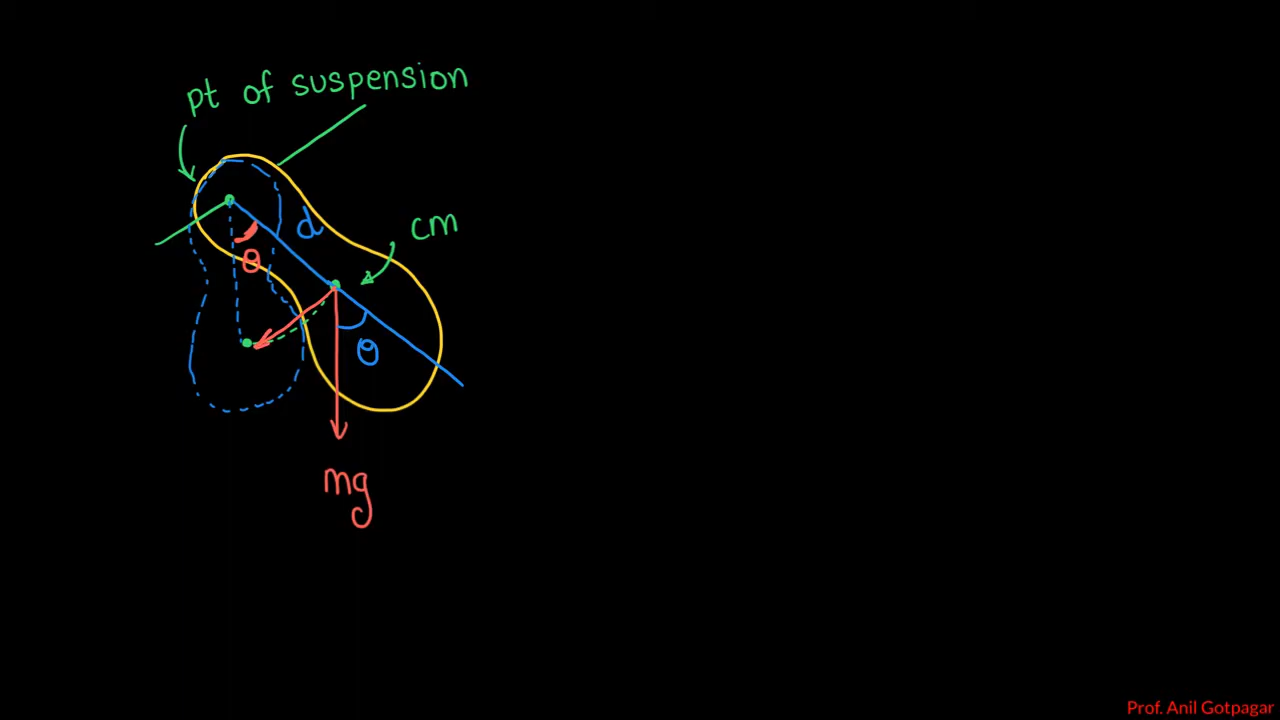 pt of suspension
d
cm
θ
θ
mg
Prof. Anil Gotpagar